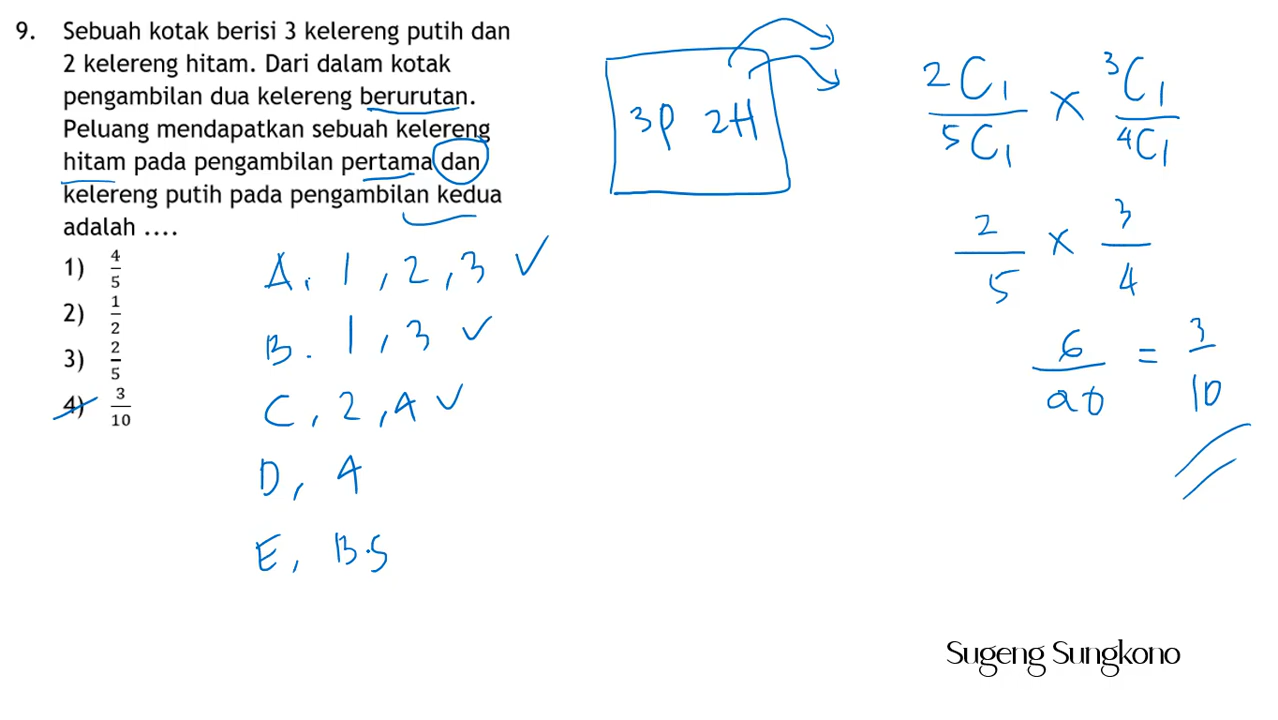 9. Sebuah kotak berisi 3 kelereng putih dan
2 kelereng hitam. Dari dalam kotak
pengambilan dua kelereng berurutan.
Peluang mendapatkan sebuah kelereng
hitam pada pengambilan pertama dan
kelereng putih pada pengambilan kedua
adalah ....
1) 4/5
2) 1/2
3) 2/5
4) 3/10
A. 1, 2, 3 ✓
B. 1, 3 ✓
C, 2, 4 ✓
D, 4
E, B.S
3P 2H
2C1/5C1 × 3C1/4C1
2/5 × 3/4
6/20 = 3/10
Sugeng Sungkono